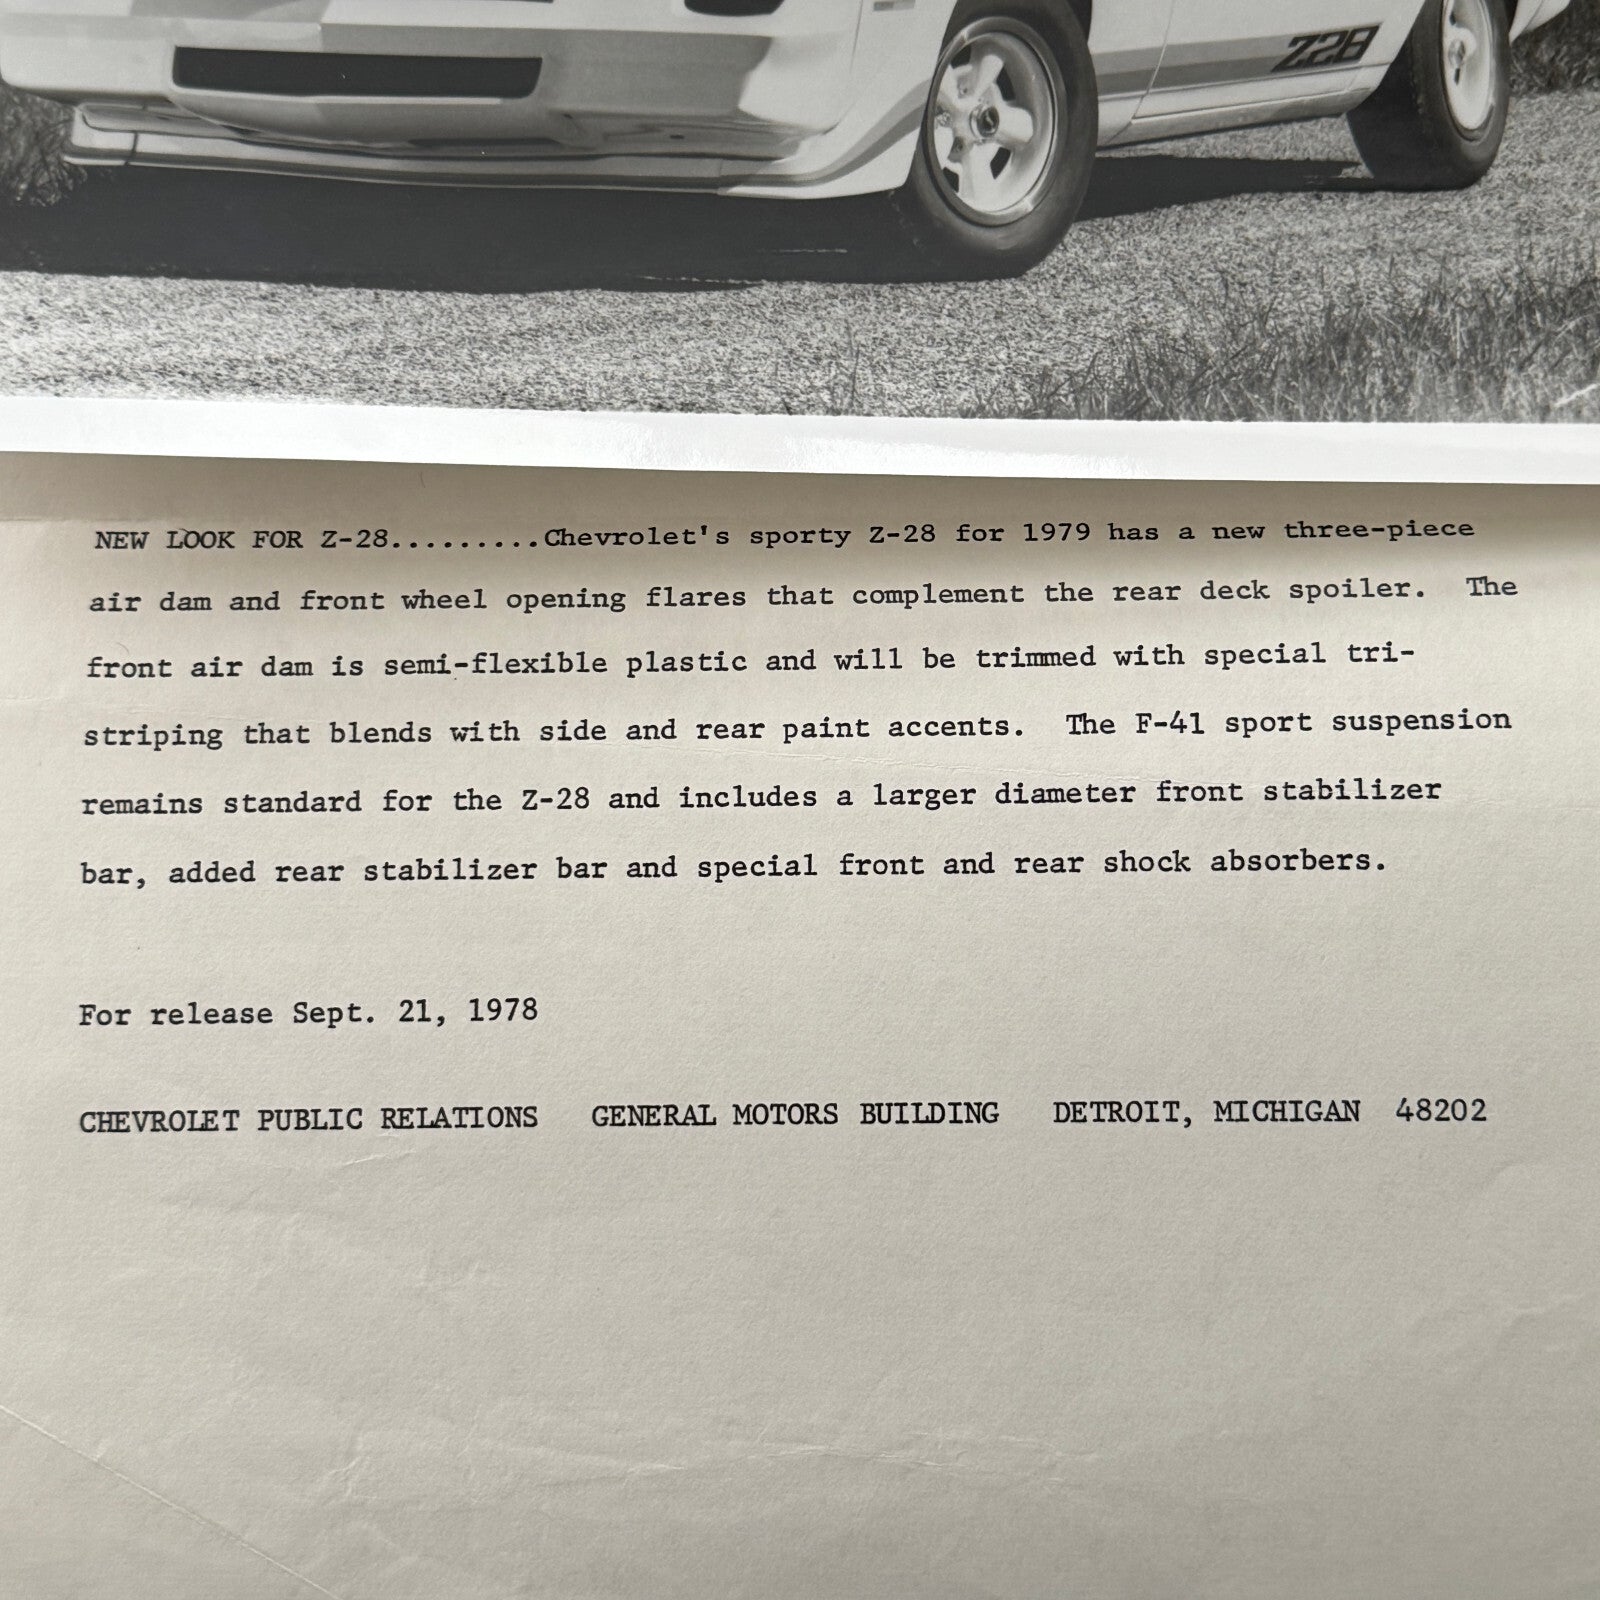 Z28
NEW LOOK FOR Z-28.........Chevrolet's sporty Z-28 for 1979 has a new three-piece
air dam and front wheel opening flares that complement the rear deck spoiler.  The
front air dam is semi-flexible plastic and will be trimmed with special tri-
striping that blends with side and rear paint accents.  The F-41 sport suspension
remains standard for the Z-28 and includes a larger diameter front stabilizer
bar, added rear stabilizer bar and special front and rear shock absorbers.
For release Sept. 21, 1978
CHEVROLET PUBLIC RELATIONS   GENERAL MOTORS BUILDING   DETROIT, MICHIGAN  48202